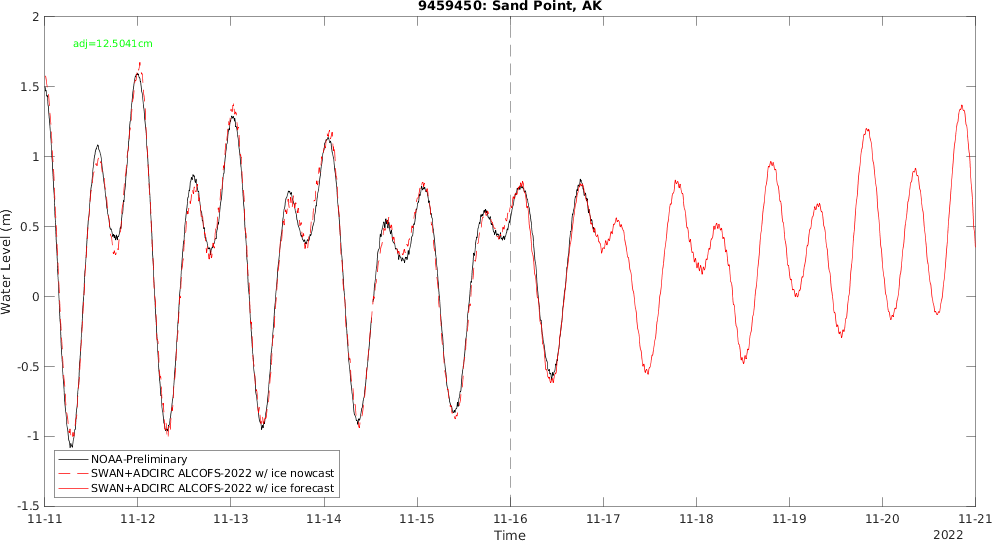 9459450: Sand Point, AK
adj=12.5041cm
Water Level (m)
2
1.5
1
0.5
0
-0.5
-1
-1.5
NOAA-Preliminary
SWAN+ADCIRC ALCOFS-2022 w/ ice nowcast
SWAN+ADCIRC ALCOFS-2022 w/ ice forecast
11-11 11-12 11-13 11-14 11-15 11-16 11-17 11-18 11-19 11-20 11-21
Time
2022